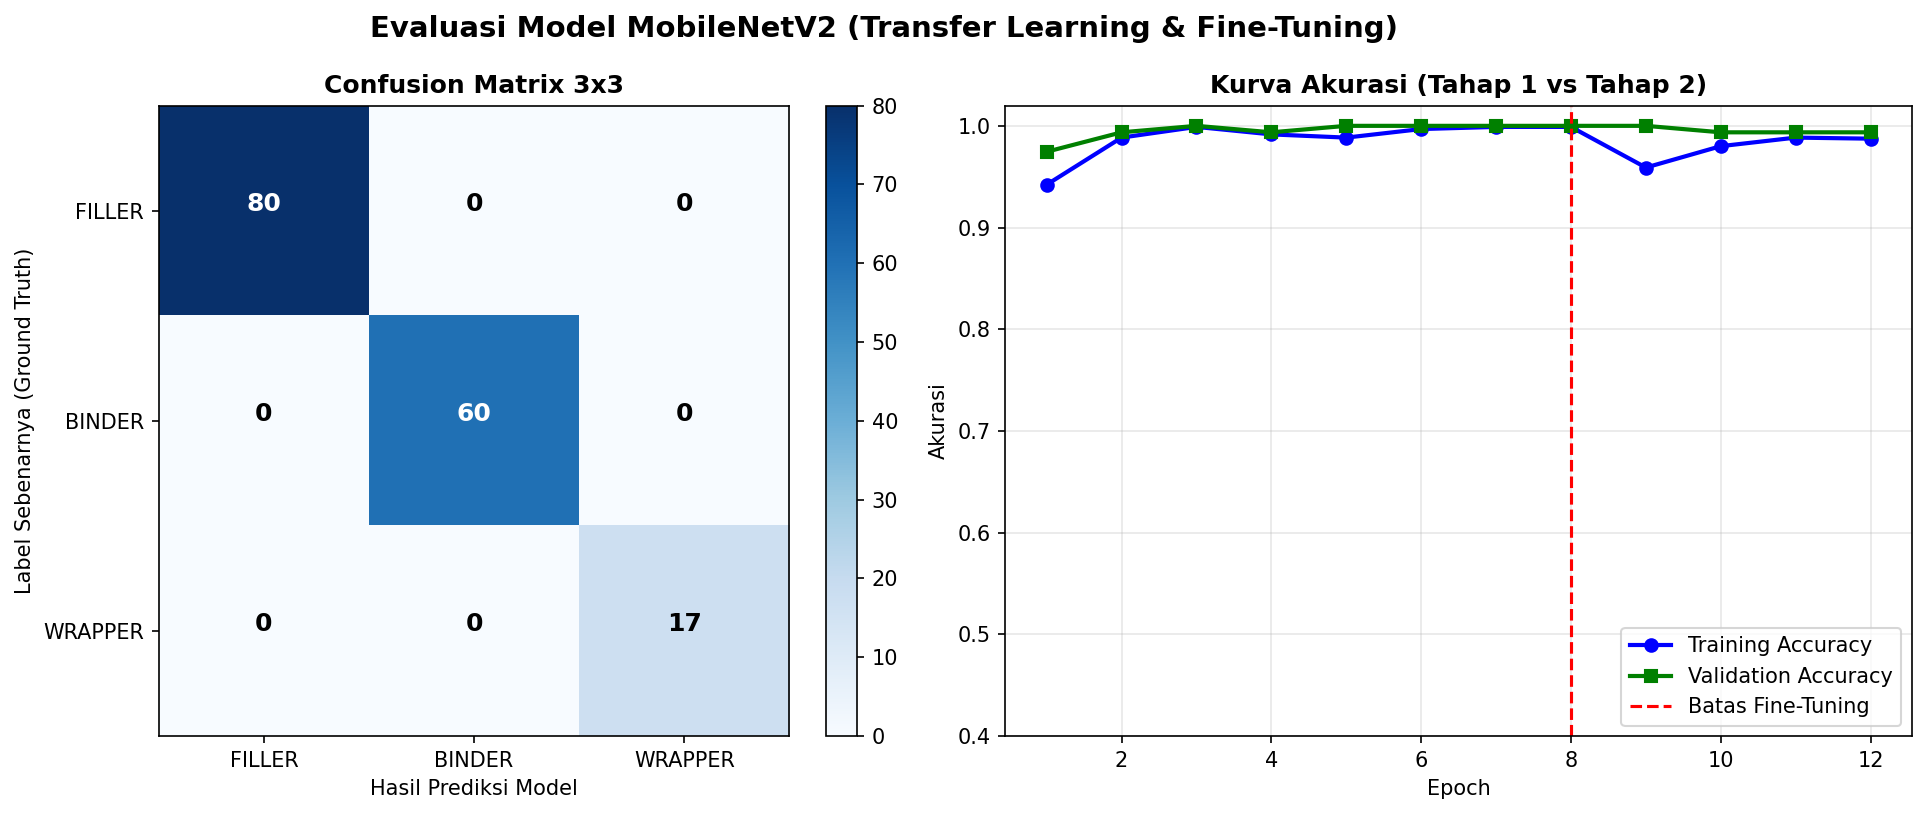 Evaluasi Model MobileNetV2 (Transfer Learning & Fine-Tuning)
Confusion Matrix 3x3
Label Sebenarnya (Ground Truth)
FILLER
BINDER
WRAPPER
80 0 0
0 60 0
0 0 17
FILLER BINDER WRAPPER
Hasil Prediksi Model
80
70
60
50
40
30
20
10
0
Kurva Akurasi (Tahap 1 vs Tahap 2)
Akurasi
1.0
0.9
0.8
0.7
0.6
0.5
0.4
2 4 6 8 10 12
Epoch
Training Accuracy
Validation Accuracy
Batas Fine-Tuning